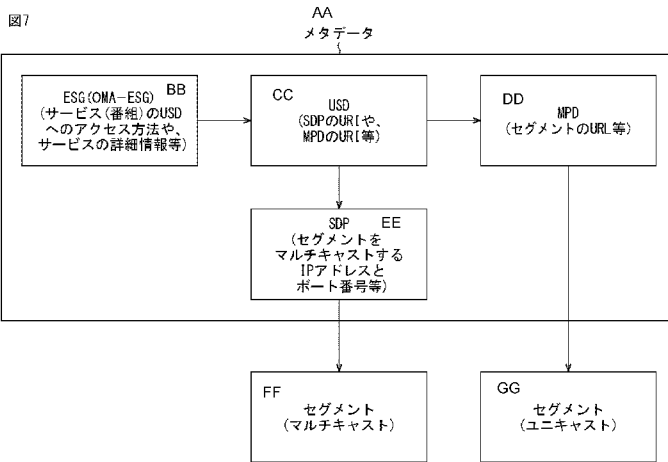 図7
AA
メタデータ
BB
ESG(OMA-ESG)
(サービス(番組)のUSD
へのアクセス方法や、
サービスの詳細情報等)
CC
USD
(SDPのURIや、
MPDのURI等)
DD
MPD
(セグメントのURL等)
SDP
EE
(セグメントを
マルチキャストする
IPアドレスと
ポート番号等)
FF
セグメント
(マルチキャスト)
GG
セグメント
(ユニキャスト)